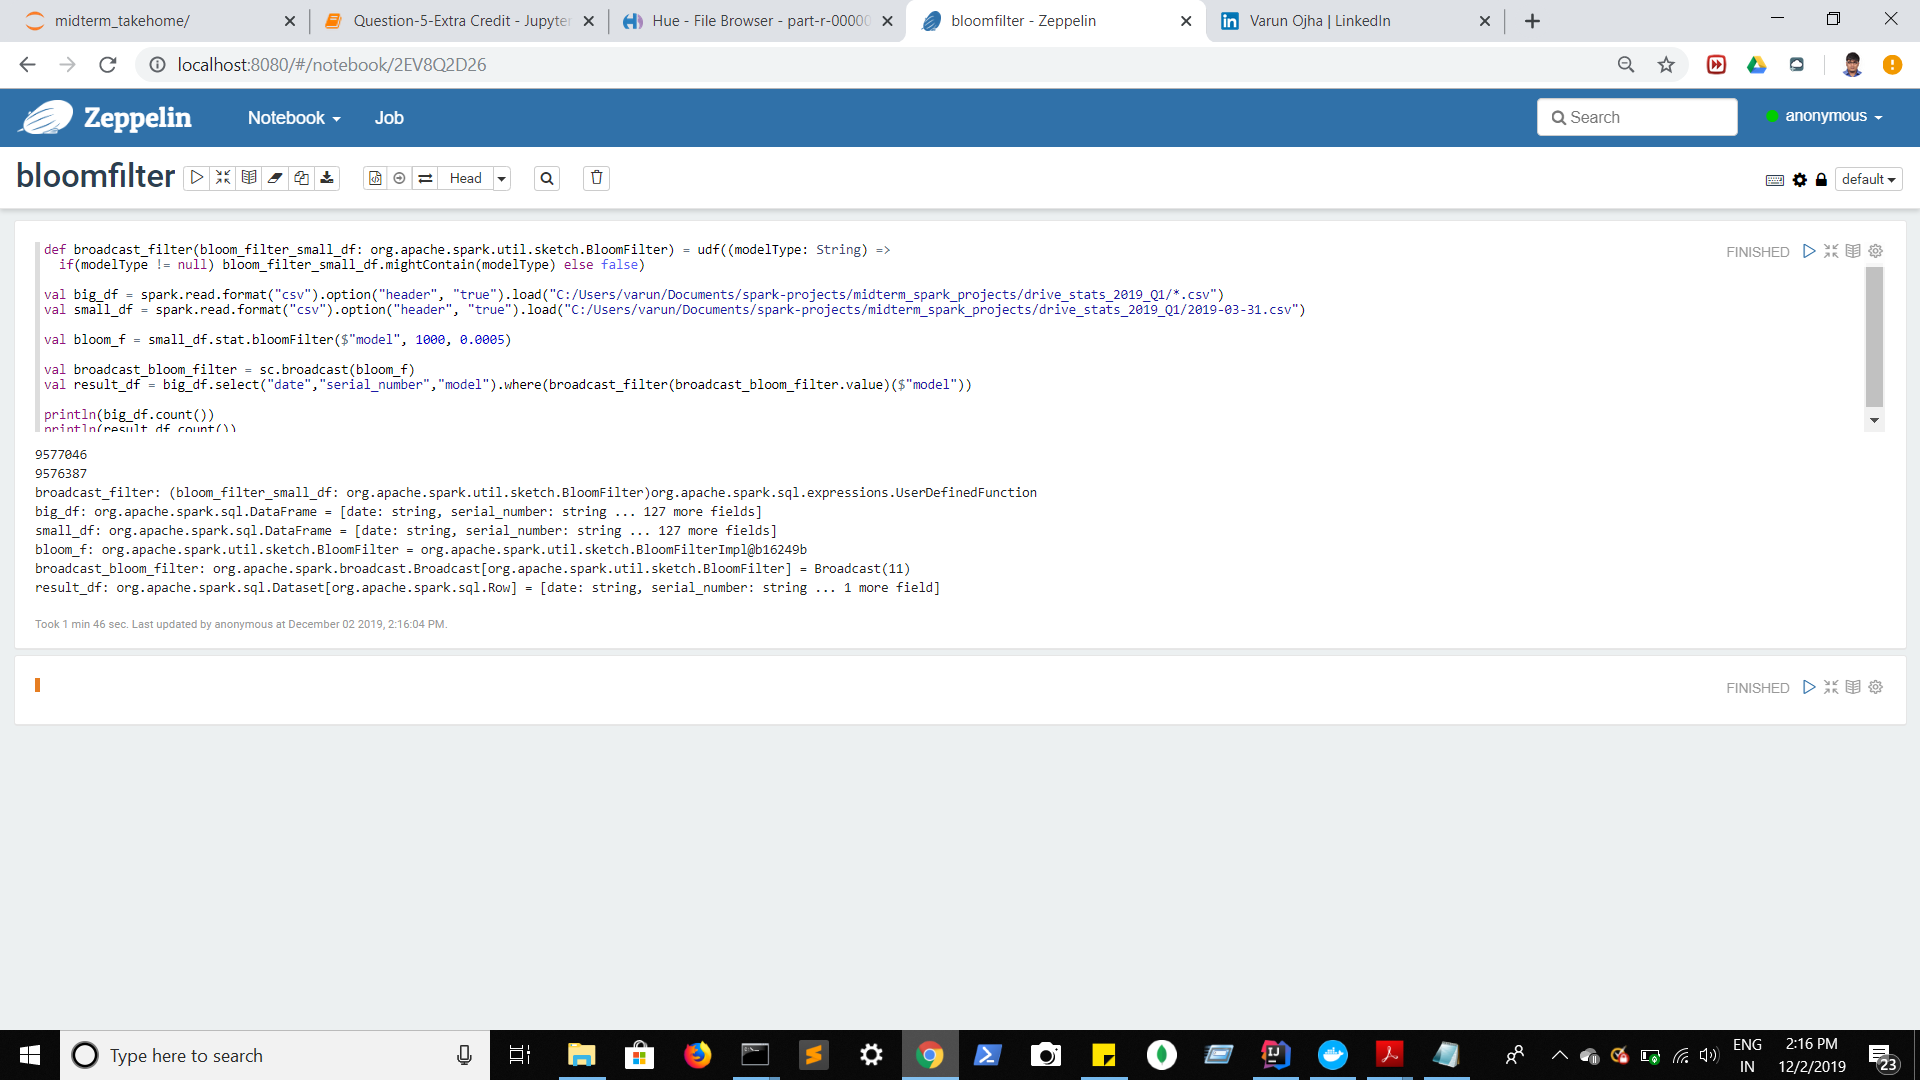 midterm_takehome/
Question-5-Extra Credit - Jupyter
Hue - File Browser - part-r-00000
bloomfilter - Zeppelin
Varun Ojha | LinkedIn
localhost:8080/#/notebook/2EV8Q2D26
Zeppelin
Notebook
Job
Search
anonymous
bloomfilter
Head
default
def broadcast_filter(bloom_filter_small_df: org.apache.spark.util.sketch.BloomFilter) = udf((modelType: String) =>
if(modelType != null) bloom_filter_small_df.mightContain(modelType) else false)
FINISHED
val big_df = spark.read.format("csv").option("header", "true").load("C:/Users/varun/Documents/spark-projects/midterm_spark_projects/drive_stats_2019_Q1/*.csv")
val small_df = spark.read.format("csv").option("header", "true").load("C:/Users/varun/Documents/spark-projects/midterm_spark_projects/drive_stats_2019_Q1/2019-03-31.csv")
val bloom_f = small_df.stat.bloomFilter($"model", 1000, 0.0005)
val broadcast_bloom_filter = sc.broadcast(bloom_f)
val result_df = big_df.select("date","serial_number","model").where(broadcast_filter(broadcast_bloom_filter.value)($"model"))
println(big_df.count())
println(result_df.count())
9577046
9576387
broadcast_filter: (bloom_filter_small_df: org.apache.spark.util.sketch.BloomFilter)org.apache.spark.sql.expressions.UserDefinedFunction
big_df: org.apache.spark.sql.DataFrame = [date: string, serial_number: string ... 127 more fields]
small_df: org.apache.spark.sql.DataFrame = [date: string, serial_number: string ... 127 more fields]
bloom_f: org.apache.spark.util.sketch.BloomFilter = org.apache.spark.util.sketch.BloomFilterImpl@b16249b
broadcast_bloom_filter: org.apache.spark.broadcast.Broadcast[org.apache.spark.util.sketch.BloomFilter] = Broadcast(11)
result_df: org.apache.spark.sql.Dataset[org.apache.spark.sql.Row] = [date: string, serial_number: string ... 1 more field]
Took 1 min 46 sec. Last updated by anonymous at December 02 2019, 2:16:04 PM.
FINISHED
Type here to search
ENG
IN
2:16 PM
12/2/2019
23